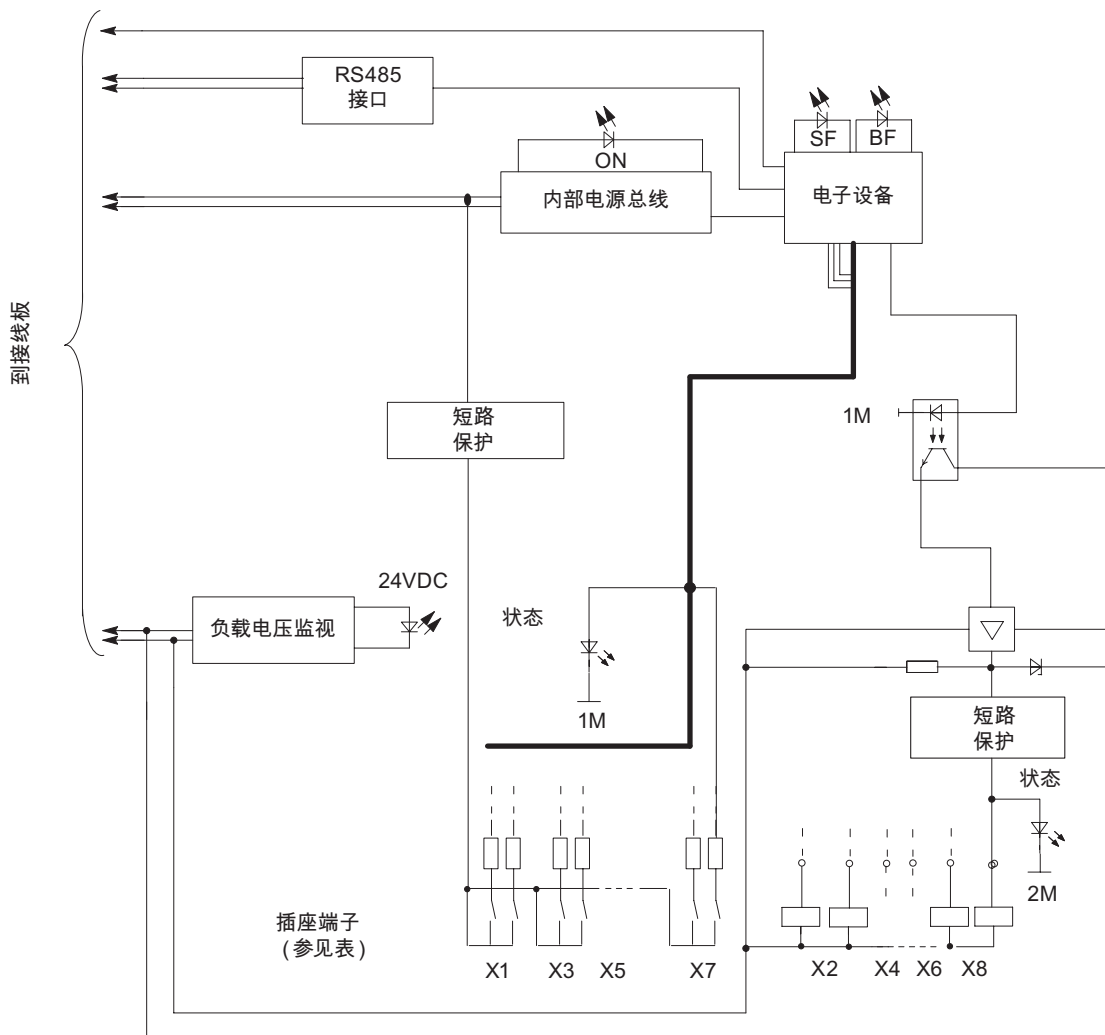 RS485
接口
SF
BF
ON
内部电源总线
电子设备
到接线板
短路
保护
1M
24VDC
负载电压监视
状态
1M
短路
保护
状态
2M
插座端子
(参见表)
X1
X3
X5
X7
X2
X4
X6
X8